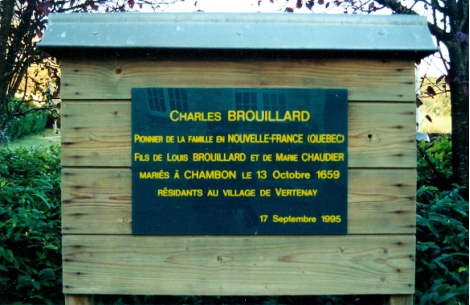 CHARLES BROUILLARD
PIONNIER DE LA FAMILLE EN NOUVELLE-FRANCE (QUEBEC)
FILS DE LOUIS BROUILLARD ET DE MARIE CHAUDIER
MARIÉS À CHAMBON LE 13 OCTOBRE 1659
RÉSIDANTS AU VILLAGE DE VERTENAY
17 SEPTEMBRE 1995